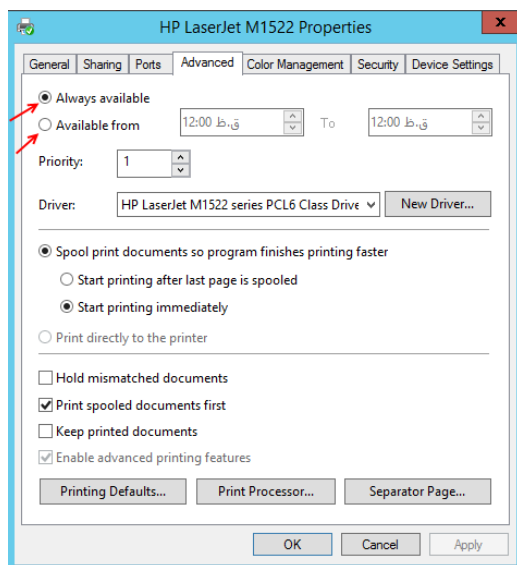 HP LaserJet M1522 Properties
x
General Sharing Ports Advanced Color Management Security Device Settings
Always available
Available from 12:00 ق.ظ To 12:00 ق.ظ
Priority: 1
Driver: HP LaserJet M1522 series PCL6 Class Drive New Driver...
Spool print documents so program finishes printing faster
Start printing after last page is spooled
Start printing immediately
Print directly to the printer
Hold mismatched documents
Print spooled documents first
Keep printed documents
Enable advanced printing features
Printing Defaults... Print Processor... Separator Page...
OK Cancel Apply